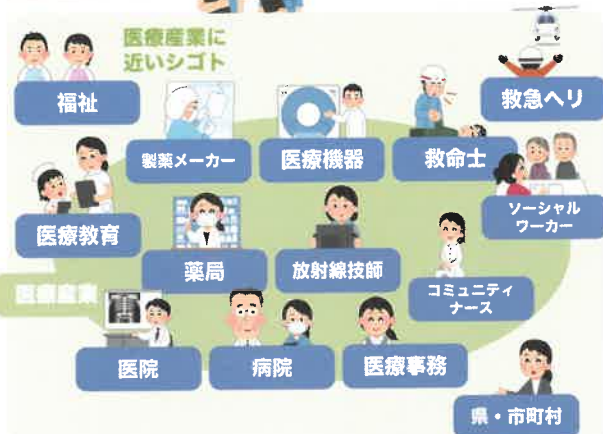 医療産業に
近いシゴト
福祉
救急ヘリ
製薬メーカー
医療機器
救命士
医療教育
ソーシャル
ワーカー
薬局
放射線技師
コミュニティ
ナース
医療産業
医院
病院
医療事務
県・市町村